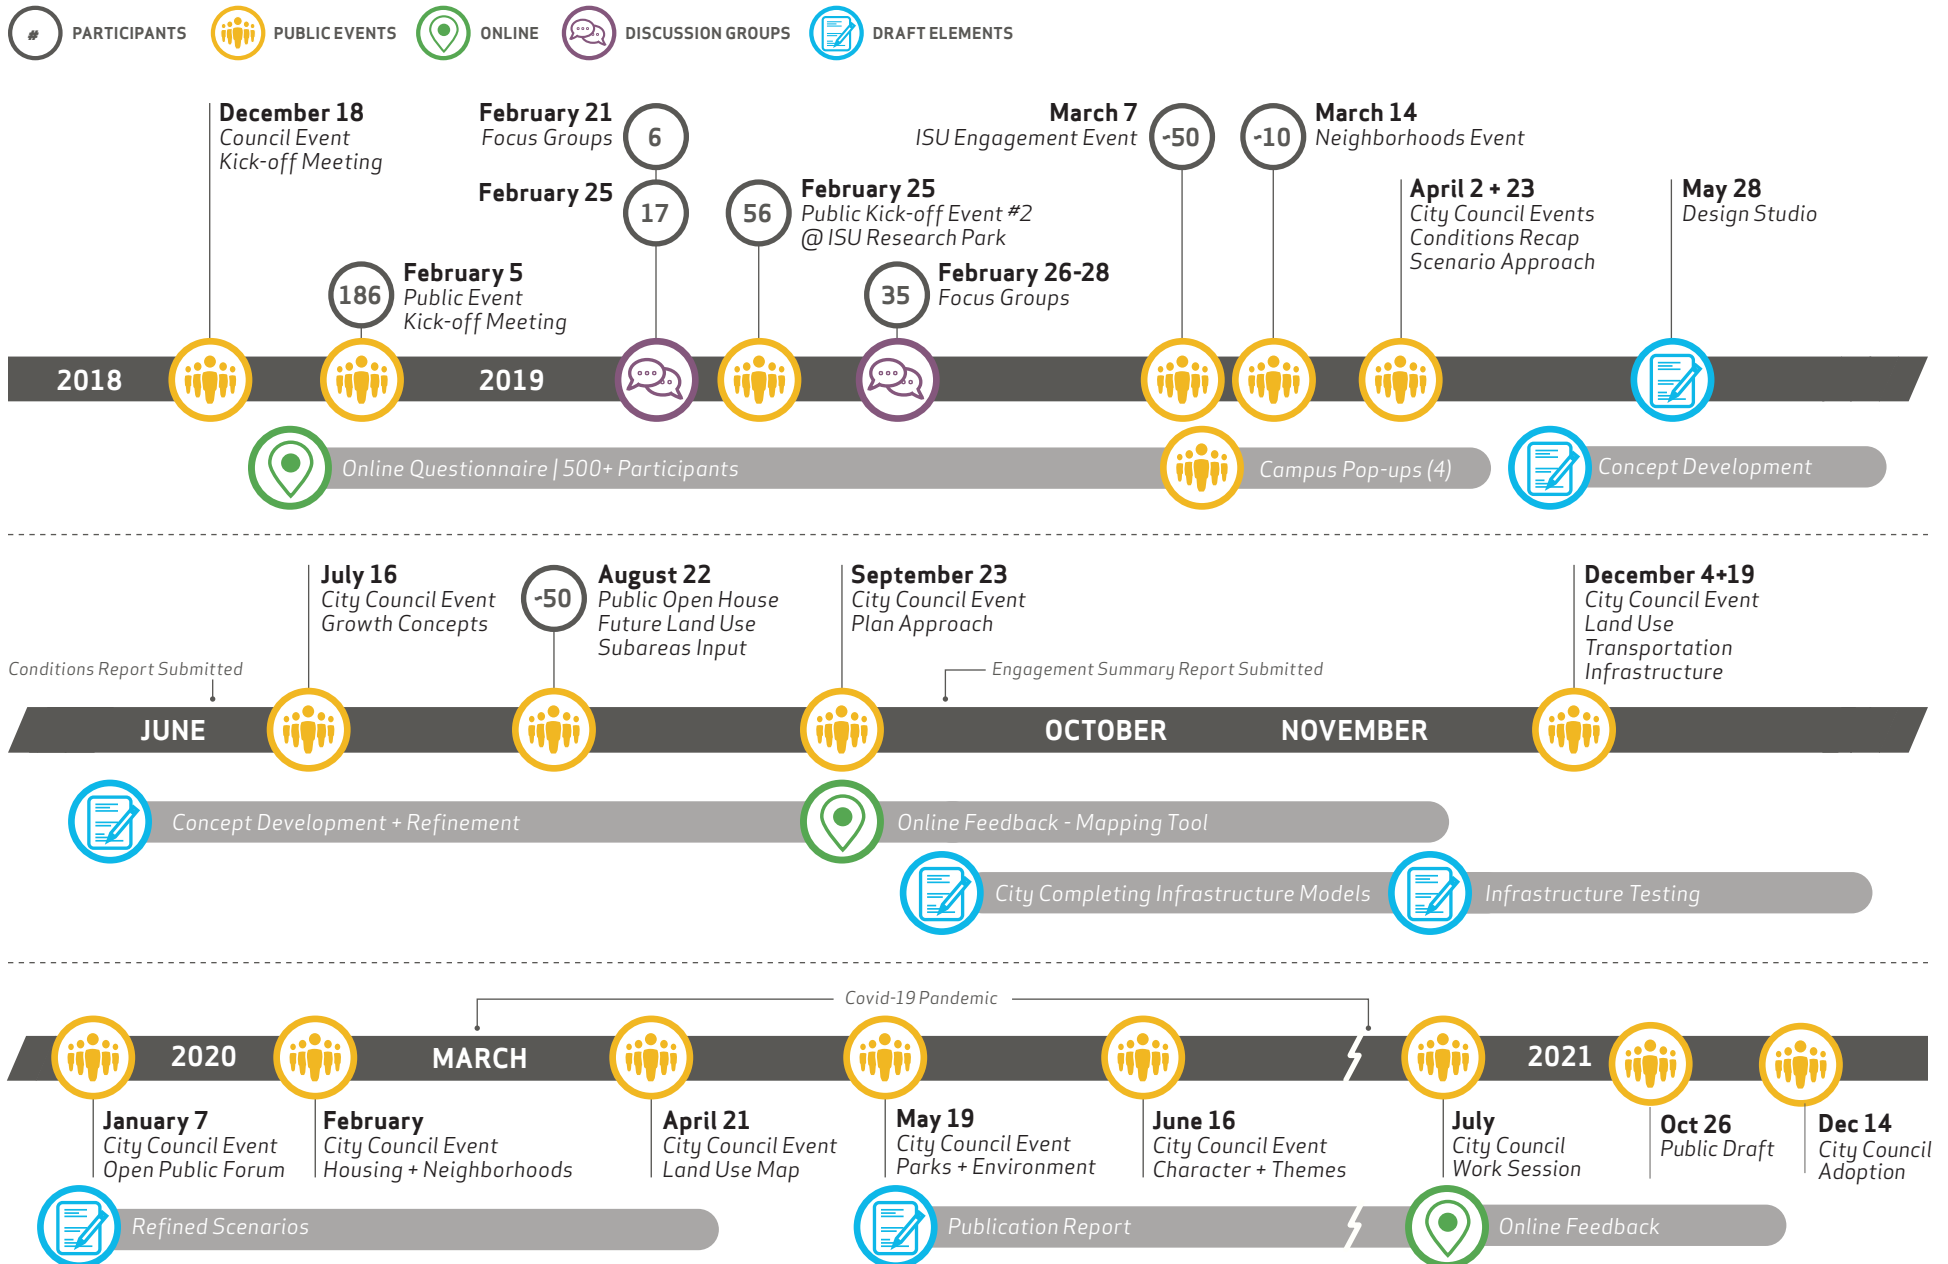 # PARTICIPANTS
PUBLIC EVENTS
ONLINE
DISCUSSION GROUPS
DRAFT ELEMENTS
December 18
Council Event
Kick-off Meeting
186
February 5
Public Event
Kick-off Meeting
February 21
Focus Groups
6
February 25
17
56
February 25
Public Kick-off Event #2
@ ISU Research Park
35
February 26-28
Focus Groups
March 7
ISU Engagement Event
~50
~10
March 14
Neighborhoods Event
April 2 + 23
City Council Events
Conditions Recap
Scenario Approach
May 28
Design Studio
2018
2019
Online Questionnaire | 500+ Participants
Campus Pop-ups (4)
Concept Development
Conditions Report Submitted
July 16
City Council Event
Growth Concepts
~50
August 22
Public Open House
Future Land Use
Subareas Input
September 23
City Council Event
Plan Approach
Engagement Summary Report Submitted
December 4+19
City Council Event
Land Use
Transportation
Infrastructure
JUNE
OCTOBER
NOVEMBER
Concept Development + Refinement
Online Feedback - Mapping Tool
City Completing Infrastructure Models
Infrastructure Testing
Covid-19 Pandemic
2020
MARCH
2021
January 7
City Council Event
Open Public Forum
February
City Council Event
Housing + Neighborhoods
April 21
City Council Event
Land Use Map
May 19
City Council Event
Parks + Environment
June 16
City Council Event
Character + Themes
July
City Council
Work Session
Oct 26
Public Draft
Dec 14
City Council
Adoption
Refined Scenarios
Publication Report
Online Feedback